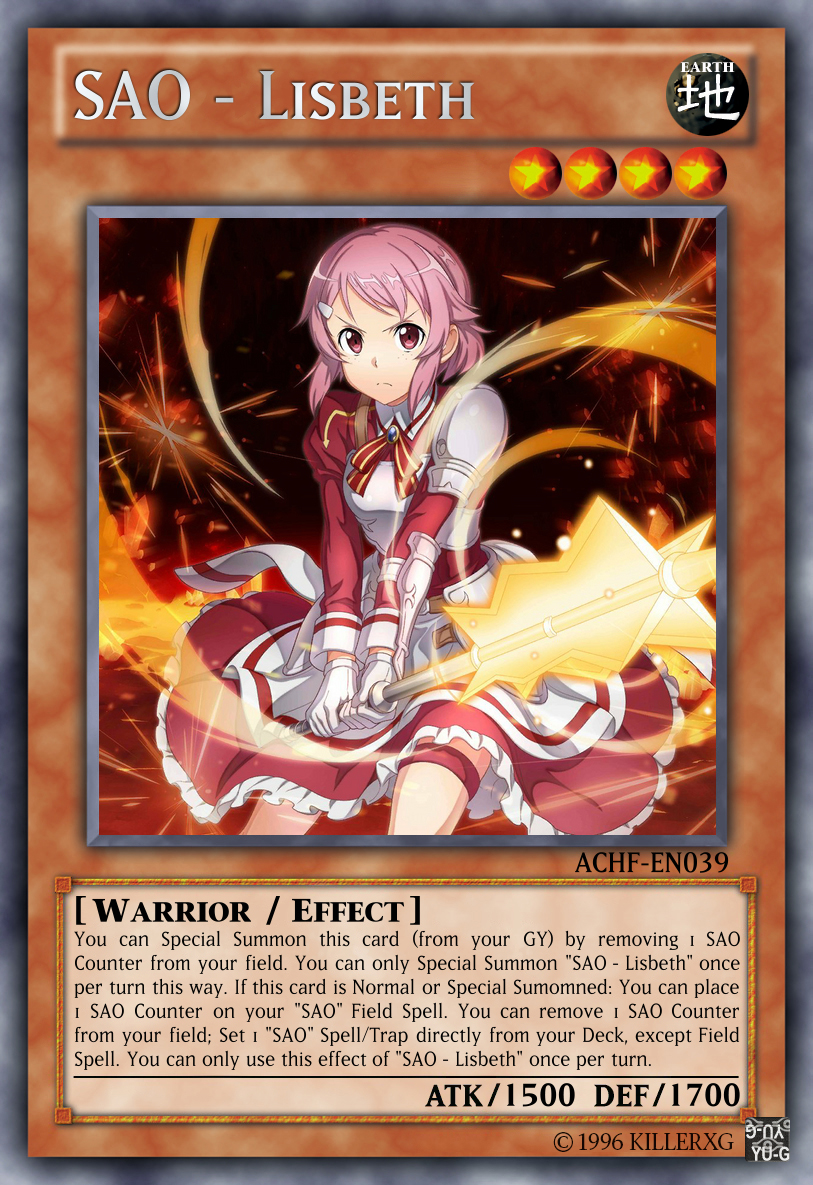 SAO - Lisbeth
EARTH
地
ACHF-EN039
[ Warrior / Effect ]
You can Special Summon this card (from your GY) by removing 1 SAO
Counter from your field. You can only Special Summon "SAO - Lisbeth" once
per turn this way. If this card is Normal or Special Sumomned: You can place
1 SAO Counter on your "SAO" Field Spell. You can remove 1 SAO Counter
from your field; Set 1 "SAO" Spell/Trap directly from your Deck, except Field
Spell. You can only use this effect of "SAO - Lisbeth" once per turn.
ATK/1500 DEF/1700
© 1996 KILLERXG
YU-G
YU-G